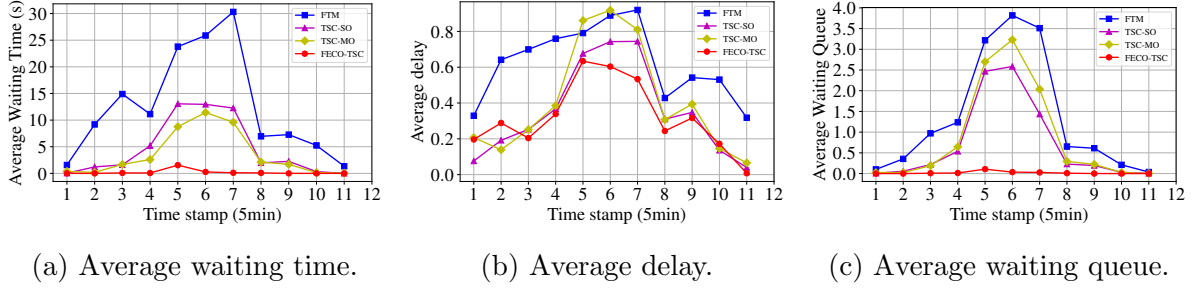 Average Waiting Time (s)
30
25
20
15
10
5
0
FTM
TSC-SO
TSC-MO
FECO-TSC
1 2 3 4 5 6 7 8 9 10 11 12
Time stamp (5min)
(a) Average waiting time.
Average delay
0.8
0.6
0.4
0.2
0.0
FTM
TSC-SO
TSC-MO
FECO-TSC
1 2 3 4 5 6 7 8 9 10 11 12
Time stamp (5min)
(b) Average delay.
Average Waiting Queue
4.0
3.5
3.0
2.5
2.0
1.5
1.0
0.5
0.0
FTM
TSC-SO
TSC-MO
FECO-TSC
1 2 3 4 5 6 7 8 9 10 11 12
Time stamp (5min)
(c) Average waiting queue.